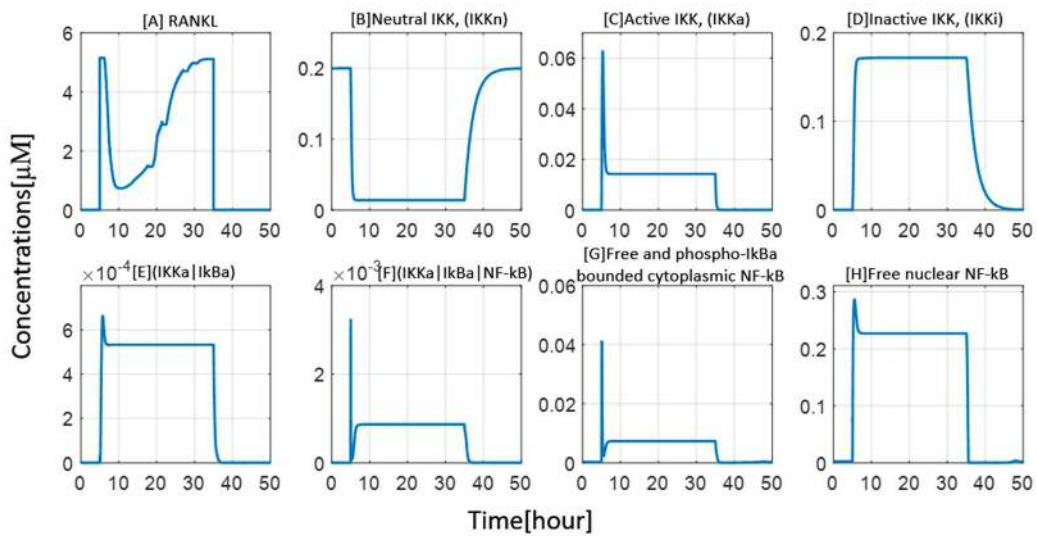 [A] RANKL
[B]Neutral IKK, (IKKn)
[C]Active IKK, (IKKa)
[D]Inactive IKK, (IKKi)
6
4
2
0
0 10 20 30 40 50
0.2
0.1
0
0 10 20 30 40 50
0.06
0.04
0.02
0
0 10 20 30 40 50
0.2
0.1
0
0 10 20 30 40 50
Concentrations[μM]
×10-4[E](IKKa|IkBa)
×10-3[F](IKKa|IkBa|NF-kB)
[G]Free and phospho-IkBa
bounded cytoplasmic NF-kB
[H]Free nuclear NF-kB
6
4
2
0
0 10 20 30 40 50
4
2
0
0 10 20 30 40 50
0.06
0.04
0.02
0
0 10 20 30 40 50
0.3
0.2
0.1
0
0 10 20 30 40 50
Time[hour]